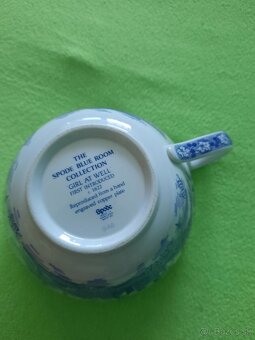 THE
SPODE BLUE ROOM
COLLECTION
GIRL AT WELL
FIRST INTRODUCED
1822
Reproduced from a hand
engraved copper plate
Spode